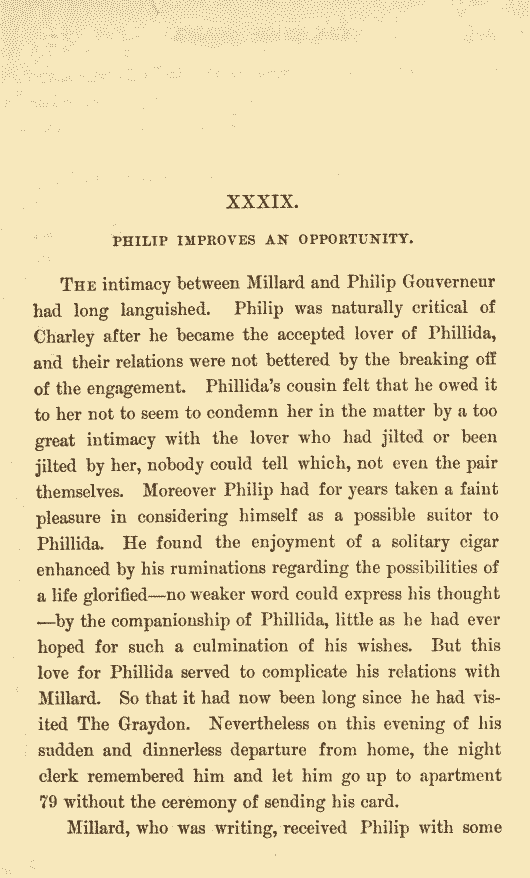 XXXIX.
PHILIP IMPROVES AN OPPORTUNITY.
THE intimacy between Millard and Philip Gouverneur
had long languished. Philip was naturally critical of
Charley after he became the accepted lover of Phillida,
and their relations were not bettered by the breaking off
of the engagement. Phillida's cousin felt that he owed it
to her not to seem to condemn her in the matter by a too
great intimacy with the lover who had jilted or been
jilted by her, nobody could tell which, not even the pair
themselves. Moreover Philip had for years taken a faint
pleasure in considering himself as a possible suitor to
Phillida. He found the enjoyment of a solitary cigar
enhanced by his ruminations regarding the possibilities of
a life glorified—no weaker word could express his thought
—by the companionship of Phillida, little as he had ever
hoped for such a culmination of his wishes. But this
love for Phillida served to complicate his relations with
Millard. So that it had now been long since he had vis-
ited The Graydon. Nevertheless on this evening of his
sudden and dinnerless departure from home, the night
clerk remembered him and let him go up to apartment
79 without the ceremony of sending his card.
Millard, who was writing, received Philip with some